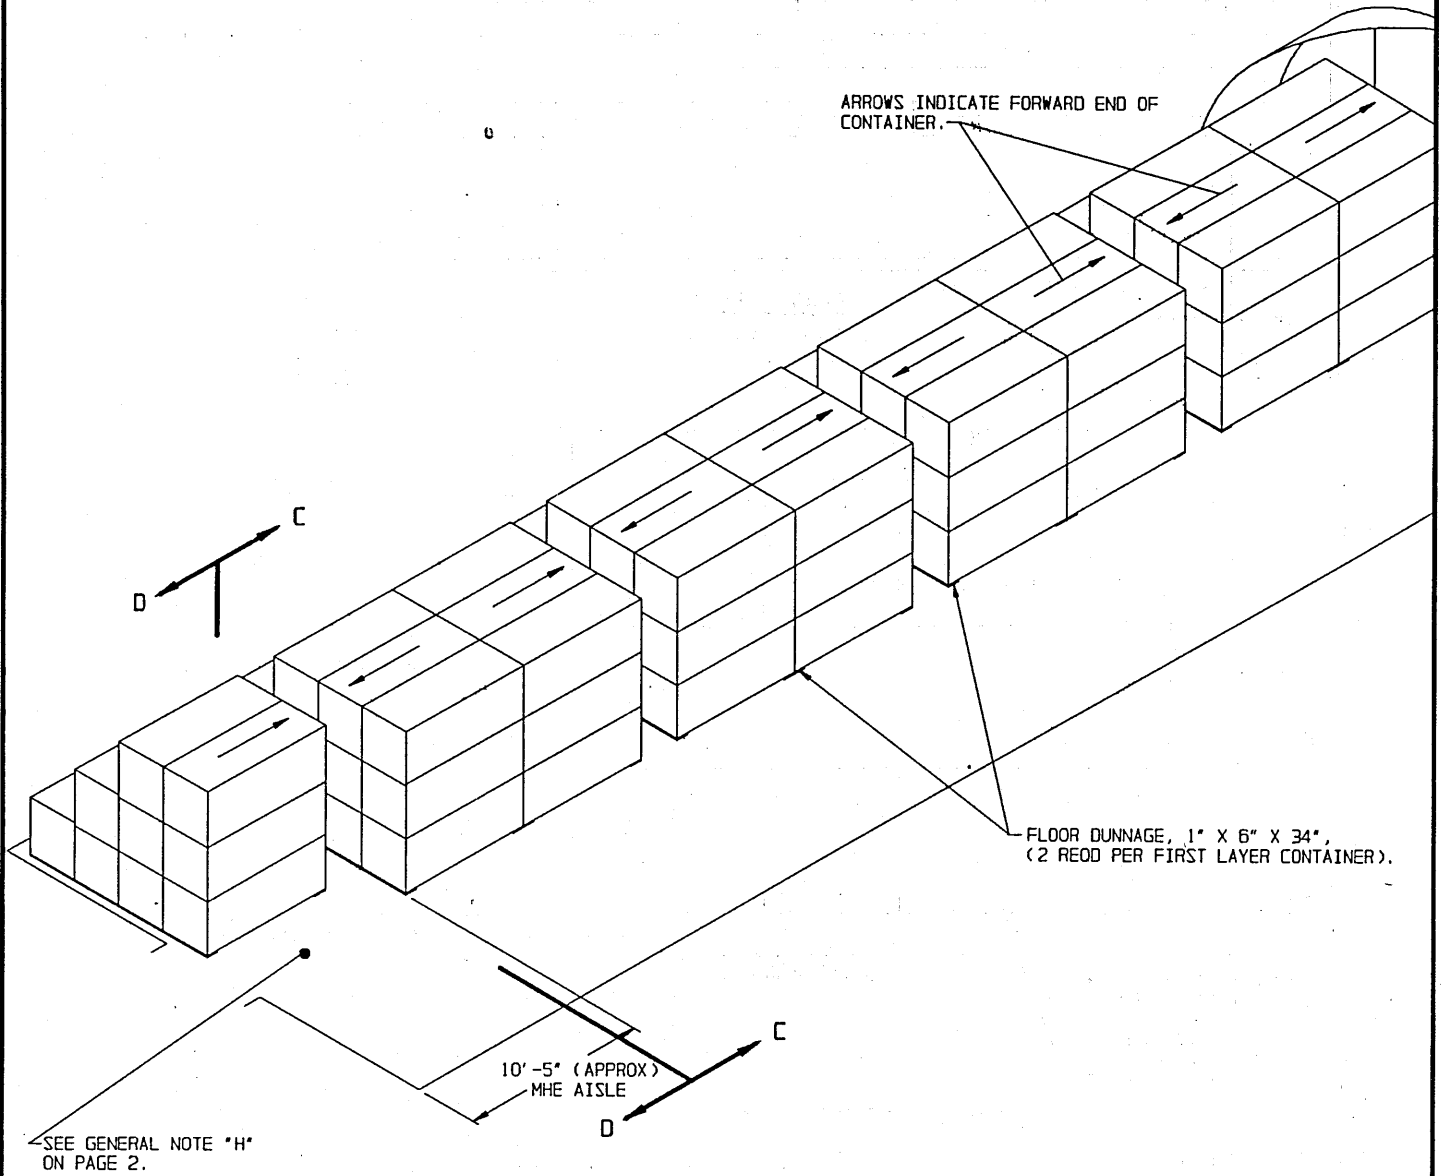 ARROWS INDICATE FORWARD END OF
CONTAINER.
C
D
FLOOR DUNNAGE, 1" X 6" X 34",
(2 REQD PER FIRST LAYER CONTAINER).
C
10'-5" (APPROX)
MHE AISLE
D
SEE GENERAL NOTE "H"
ON PAGE 2.